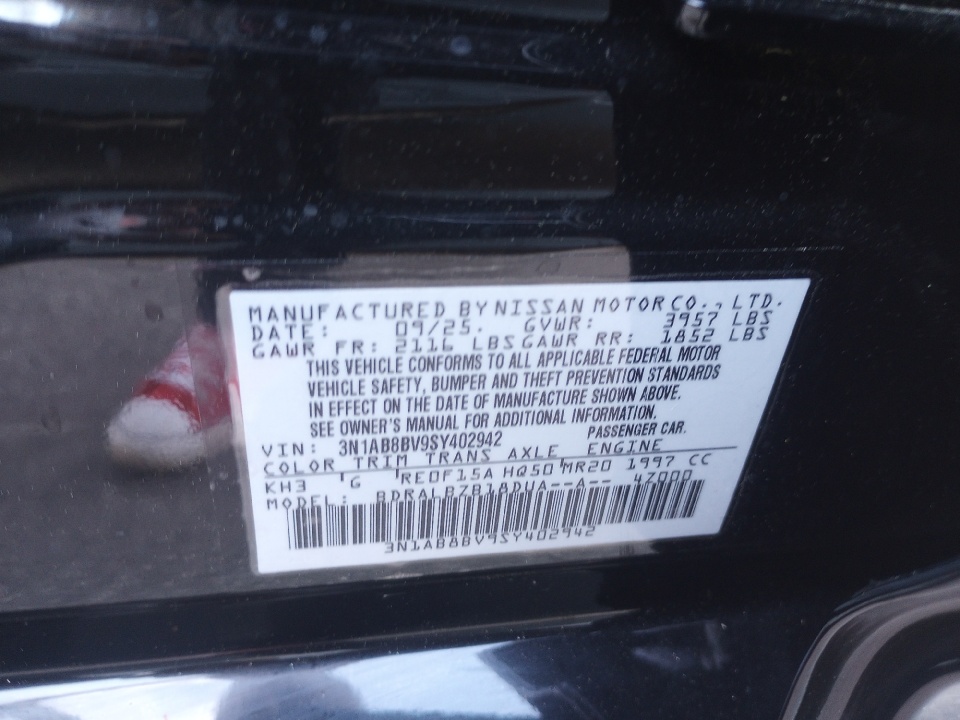 MANUFACTURED BY NISSAN MOTOR CO., LTD.
DATE: 09/25. GVWR: 3957 LBS
GAWR FR: 2116 LBS GAWR RR: 1852 LBS
THIS VEHICLE CONFORMS TO ALL APPLICABLE FEDERAL MOTOR
VEHICLE SAFETY, BUMPER AND THEFT PREVENTION STANDARDS
IN EFFECT ON THE DATE OF MANUFACTURE SHOWN ABOVE.
SEE OWNER'S MANUAL FOR ADDITIONAL INFORMATION.
VIN: 3N1AB8BV9SY402942 PASSENGER CAR.
COLOR TRIM TRANS AXLE ENGINE
KH3 G RE0F15A HQ50 MR20 1997 CC
MODEL: BDRALBZB18DUA--A-- 47000
3N1AB8BV9SY402942